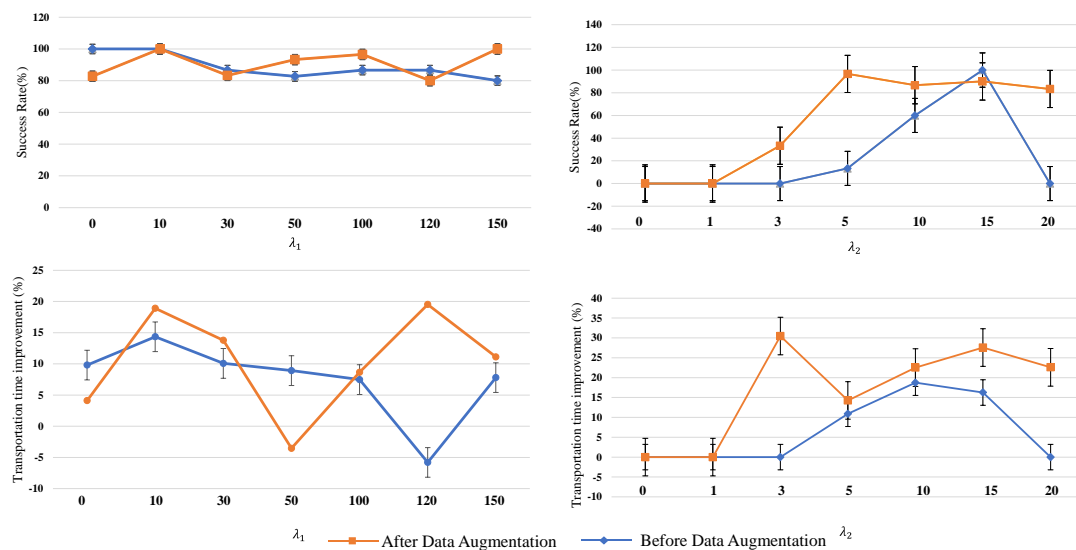 120
100
80
60
40
20
0
Success Rate(%)
0 10 30 50 100 120 150
λ1
140
120
100
80
60
40
20
0
-20
-40
Success Rate(%)
0 1 3 5 10 15 20
λ2
25
20
15
10
5
0
-5
-10
Transportation time improvement (%)
0 10 30 50 100 120 150
λ1
40
35
30
25
20
15
10
5
0
-5
-10
Transportation time improvement (%)
0 1 3 5 10 15 20
λ2
After Data Augmentation Before Data Augmentation